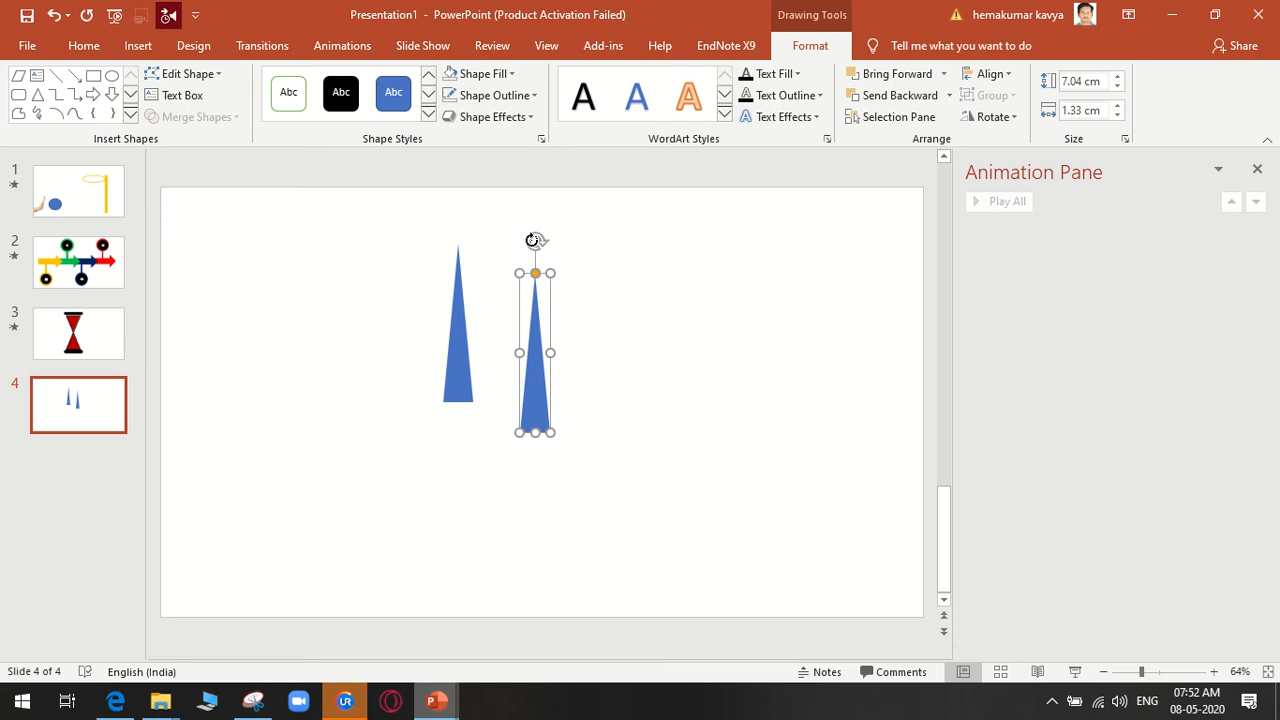 Presentation1 - PowerPoint (Product Activation Failed)
Drawing Tools
hemakumar kavya
File
Home
Insert
Design
Transitions
Animations
Slide Show
Review
View
Add-ins
Help
EndNote X9
Format
Tell me what you want to do
Share
Edit Shape
Text Box
Merge Shapes
Insert Shapes
Abc
Abc
Abc
Shape Fill
Shape Outline
Shape Effects
Shape Styles
A
A
A
Text Fill
Text Outline
Text Effects
WordArt Styles
Bring Forward
Send Backward
Selection Pane
Align
Group
Rotate
Arrange
7.04 cm
1.33 cm
Size
1
2
3
4
Animation Pane
Play All
Slide 4 of 4
English (India)
Notes
Comments
64%
UR
ENG
07:52 AM
08-05-2020